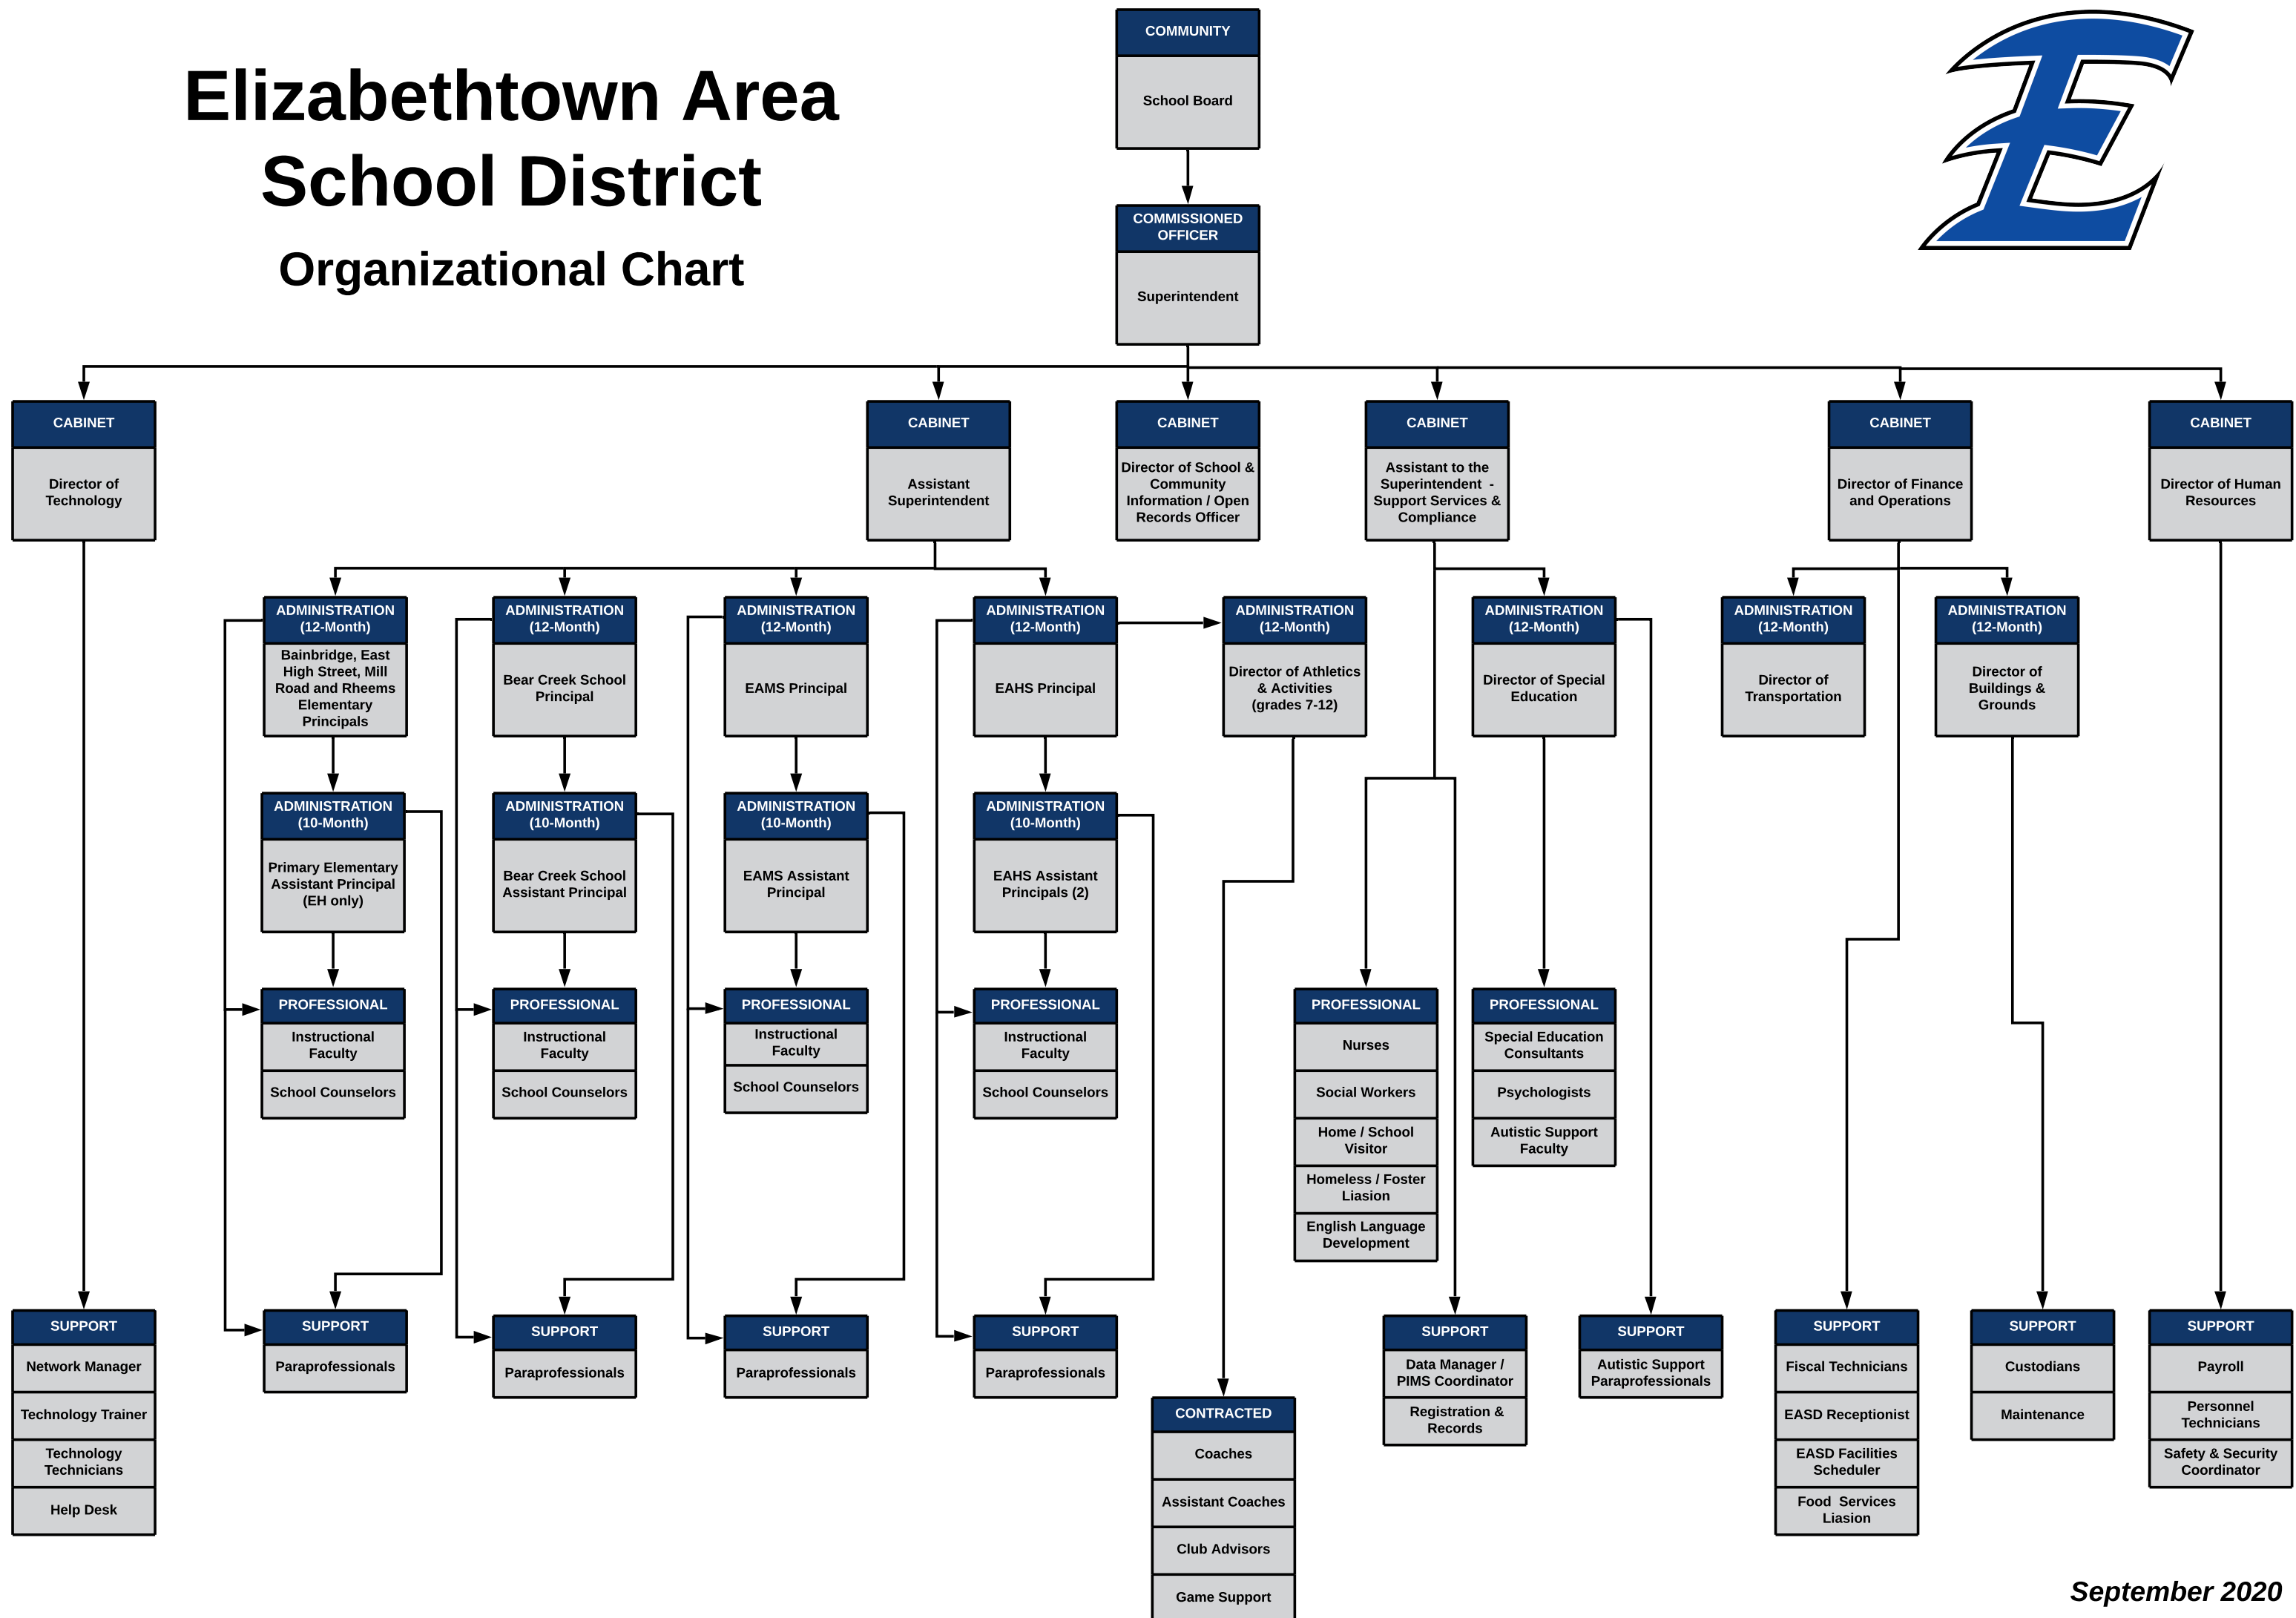 Elizabethtown Area
School District
Organizational Chart
COMMUNITY
School Board
COMMISSIONED
OFFICER
Superintendent
CABINET
Director of
Technology
CABINET
Assistant
Superintendent
CABINET
Director of School &
Community
Information / Open
Records Officer
CABINET
Assistant to the
Superintendent -
Support Services &
Compliance
CABINET
Director of Finance
and Operations
CABINET
Director of Human
Resources
ADMINISTRATION
(12-Month)
Bainbridge, East
High Street, Mill
Road and Rheems
Elementary
Principals
ADMINISTRATION
(12-Month)
Bear Creek School
Principal
ADMINISTRATION
(12-Month)
EAMS Principal
ADMINISTRATION
(12-Month)
EAHS Principal
ADMINISTRATION
(12-Month)
Director of Athletics
& Activities
(grades 7-12)
ADMINISTRATION
(12-Month)
Director of Special
Education
ADMINISTRATION
(12-Month)
Director of
Transportation
ADMINISTRATION
(12-Month)
Director of
Buildings &
Grounds
ADMINISTRATION
(10-Month)
Primary Elementary
Assistant Principal
(EH only)
ADMINISTRATION
(10-Month)
Bear Creek School
Assistant Principal
ADMINISTRATION
(10-Month)
EAMS Assistant
Principal
ADMINISTRATION
(10-Month)
EAHS Assistant
Principals (2)
PROFESSIONAL
Instructional
Faculty
School Counselors
PROFESSIONAL
Instructional
Faculty
School Counselors
PROFESSIONAL
Instructional
Faculty
School Counselors
PROFESSIONAL
Instructional
Faculty
School Counselors
PROFESSIONAL
Nurses
Social Workers
Home / School
Visitor
Homeless / Foster
Liasion
English Language
Development
PROFESSIONAL
Special Education
Consultants
Psychologists
Autistic Support
Faculty
SUPPORT
Network Manager
Technology Trainer
Technology
Technicians
Help Desk
SUPPORT
Paraprofessionals
SUPPORT
Paraprofessionals
SUPPORT
Paraprofessionals
SUPPORT
Paraprofessionals
CONTRACTED
Coaches
Assistant Coaches
Club Advisors
Game Support
SUPPORT
Data Manager /
PIMS Coordinator
Registration &
Records
SUPPORT
Autistic Support
Paraprofessionals
SUPPORT
Fiscal Technicians
EASD Receptionist
EASD Facilities
Scheduler
Food Services
Liasion
SUPPORT
Custodians
Maintenance
SUPPORT
Payroll
Personnel
Technicians
Safety & Security
Coordinator
E
September 2020